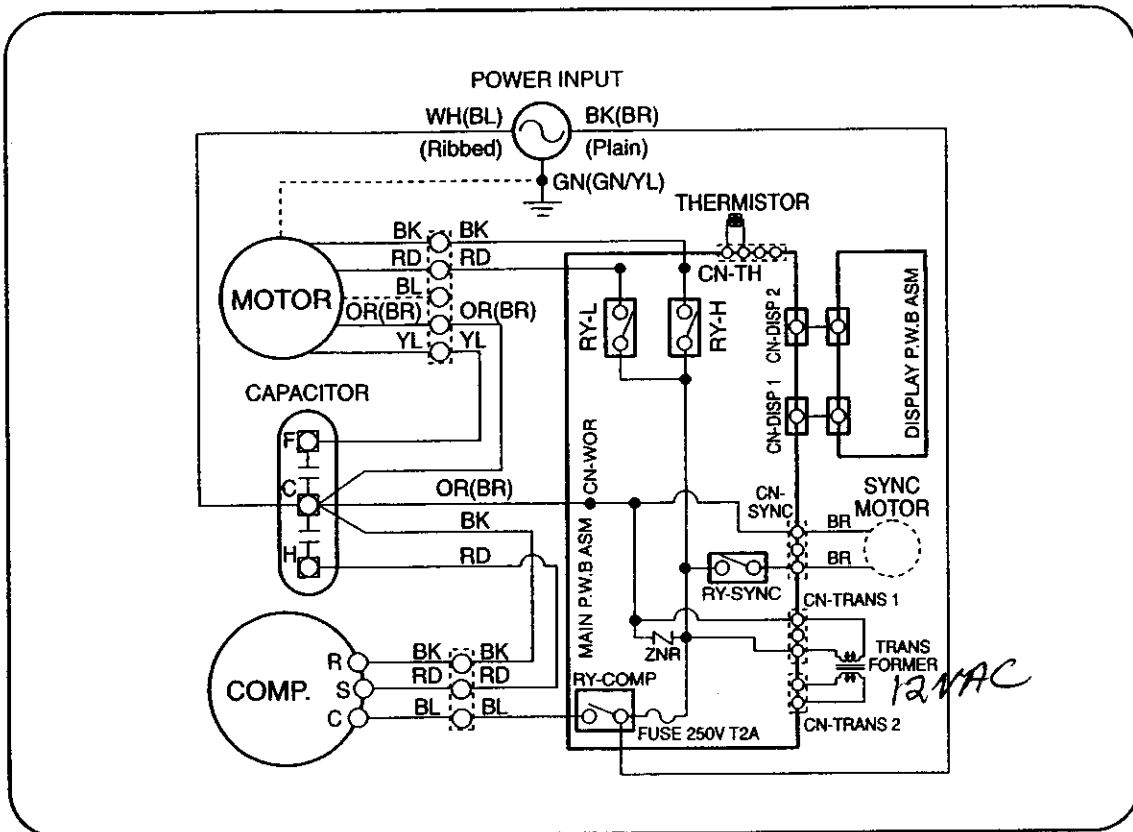 POWER INPUT
WH(BL) BK(BR)
(Ribbed) (Plain)
GN(GN/YL)
THERMISTOR
CN-TH
MOTOR
BK BK
RD RD
BL
OR(BR) OR(BR)
YL YL
RY-L
RY-H
CN-DISP 2
CN-DISP 1
DISPLAY P.W.B ASM
CAPACITOR
F
C
H
OR(BR)
BK
RD
CN-WOR
MAIN P.W.B ASM
CN-
SYNC
SYNC
MOTOR
BR
BR
RY-SYNC
CN-TRANS 1
ZNR
TRANS
FORMER
12VAC
CN-TRANS 2
RY-COMP
FUSE 250V T2A
COMP.
R BK BK
S RD RD
C BL BL